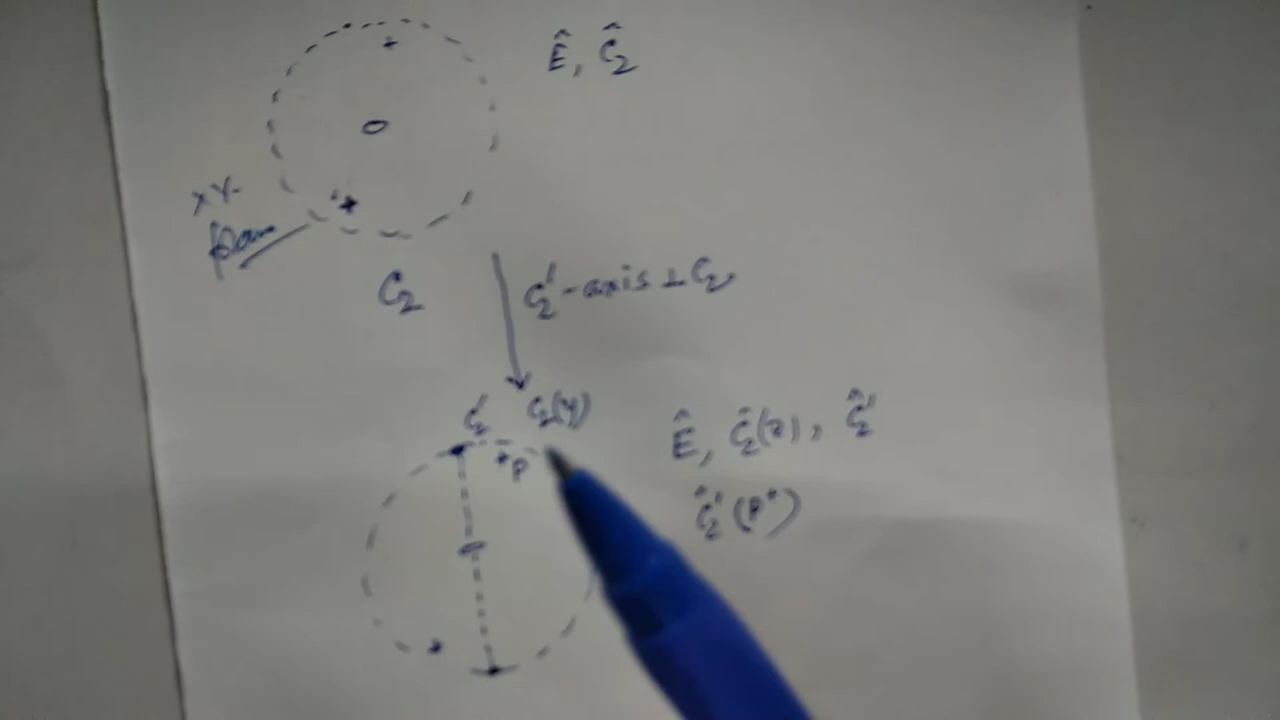 Ê, Ĉ₂
XY-
plane
C₂
C₂'-axis ⊥ C₂
C₂' C₂(y)
P
Ê, Ĉ₂(z), Ĉ₂'
Ĉ₂'(P⁺)